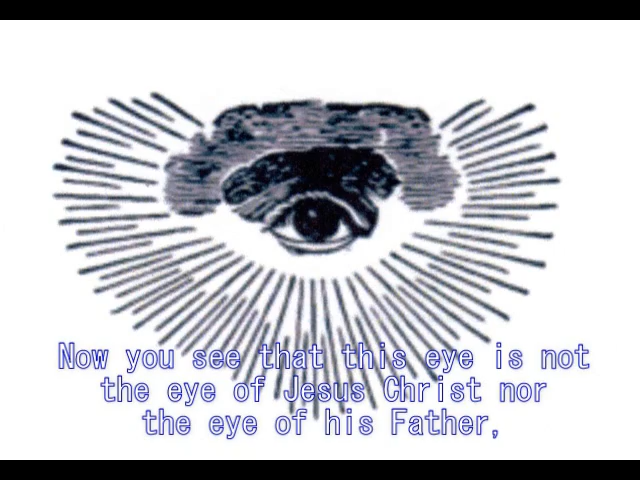 Now you see that this eye is not
the eye of Jesus Christ nor
the eye of his Father,